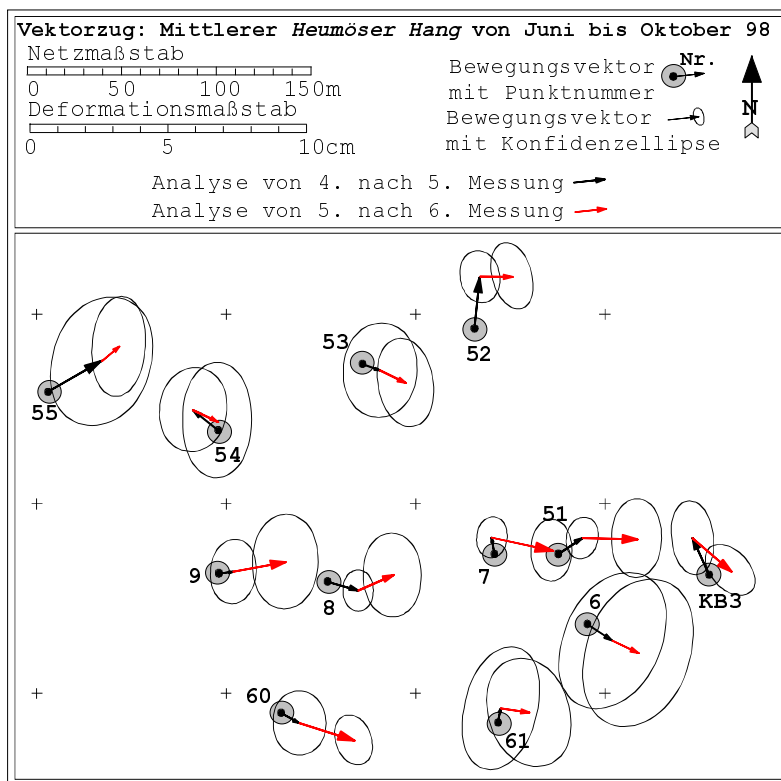 Vektorzug: Mittlerer Heumöser Hang von Juni bis Oktober 98
Netzmaßstab
0 50 100 150m
Deformationsmaßstab
0 5 10cm
Bewegungsvektor Nr.
mit Punktnummer
Bewegungsvektor
mit Konfidenzellipse
N
Analyse von 4. nach 5. Messung
Analyse von 5. nach 6. Messung
52
53
55
54
51
7
9
8
KB3
6
60
61